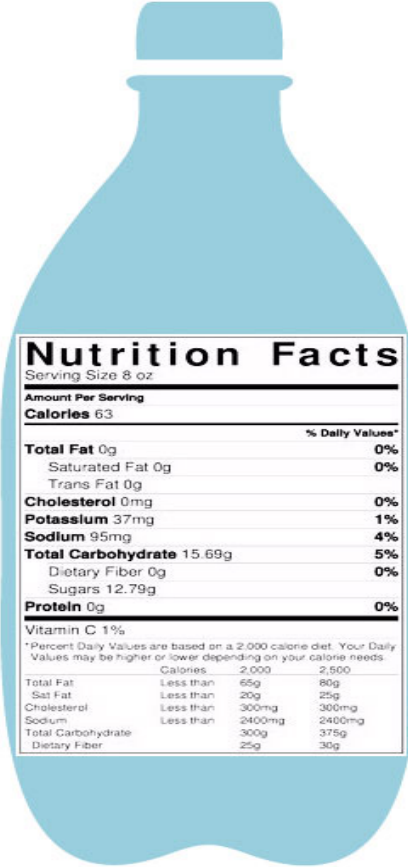 Nutrition Facts
Serving Size 8 oz
Amount Per Serving
Calories 63
% Daily Values*
Total Fat 0g 0%
Saturated Fat 0g 0%
Trans Fat 0g
Cholesterol 0mg 0%
Potassium 37mg 1%
Sodium 95mg 4%
Total Carbohydrate 15.69g 5%
Dietary Fiber 0g 0%
Sugars 12.79g
Protein 0g 0%
Vitamin C 1%
*Percent Daily Values are based on a 2,000 calorie diet. Your Daily
Values may be higher or lower depending on your calorie needs.
Calories 2,000 2,500
Total Fat Less than 65g 80g
Sat Fat Less than 20g 25g
Cholesterol Less than 300mg 300mg
Sodium Less than 2400mg 2400mg
Total Carbohydrate 300g 375g
Dietary Fiber 25g 30g